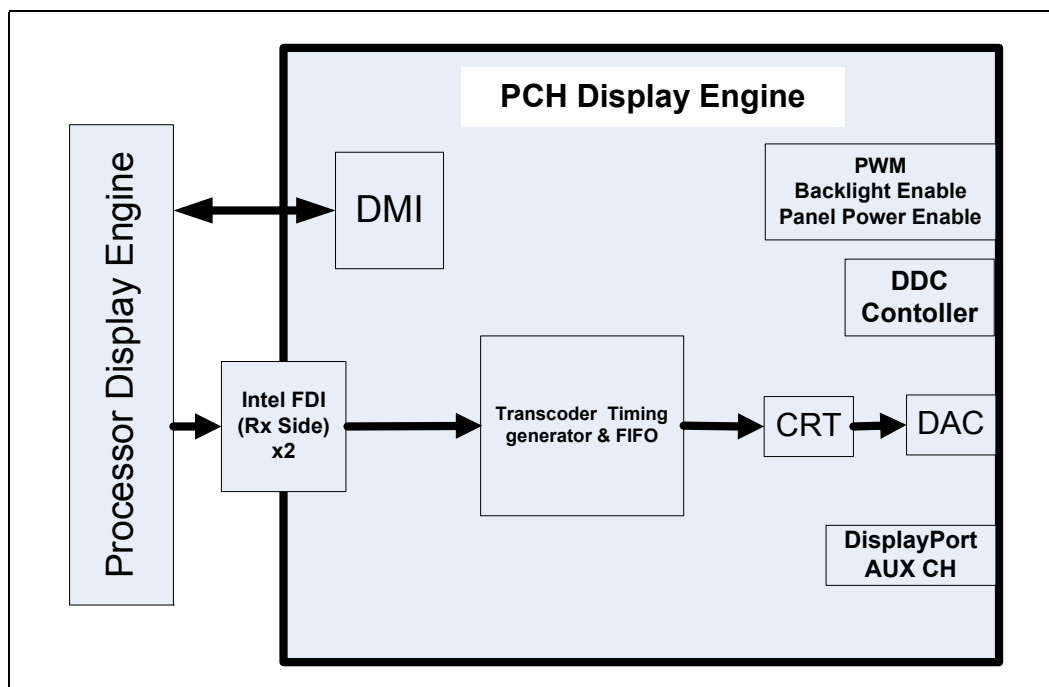 PCH Display Engine
Processor Display Engine
DMI
PWM
Backlight Enable
Panel Power Enable
DDC
Contoller
Intel FDI
(Rx Side)
x2
Transcoder Timing
generator & FIFO
CRT
DAC
DisplayPort
AUX CH